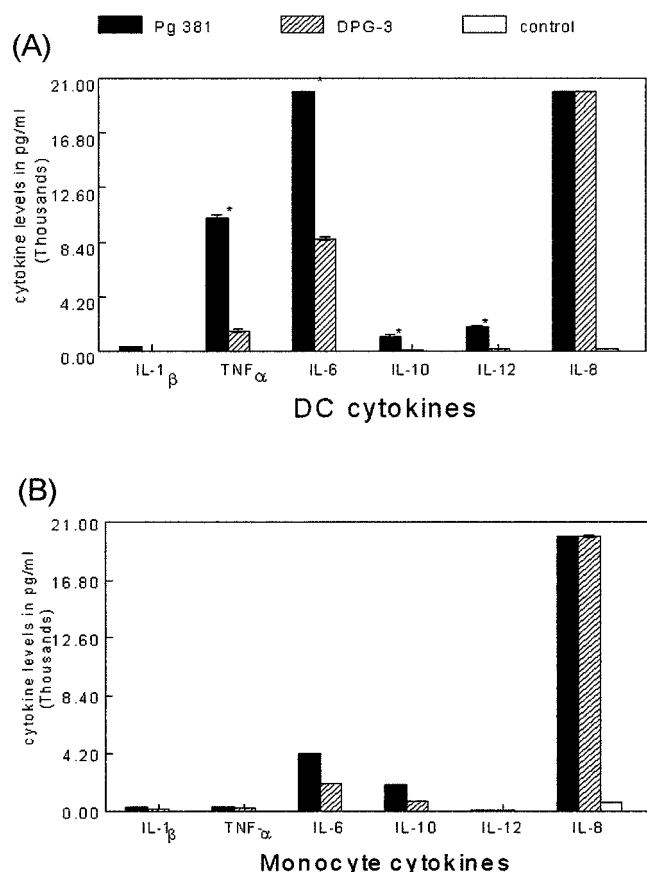 Pg 381 DPG-3 control
(A)
cytokine levels in pg/ml
(Thousands)
21.00
16.80
12.60
8.40
4.20
0.00
*
*
*
*
IL-1β TNFα IL-6 IL-10 IL-12 IL-8
DC cytokines
(B)
cytokine levels in pg/ml
(Thousands)
21.00
16.80
12.60
8.40
4.20
0.00
IL-1β TNF-α IL-6 IL-10 IL-12 IL-8
Monocyte cytokines